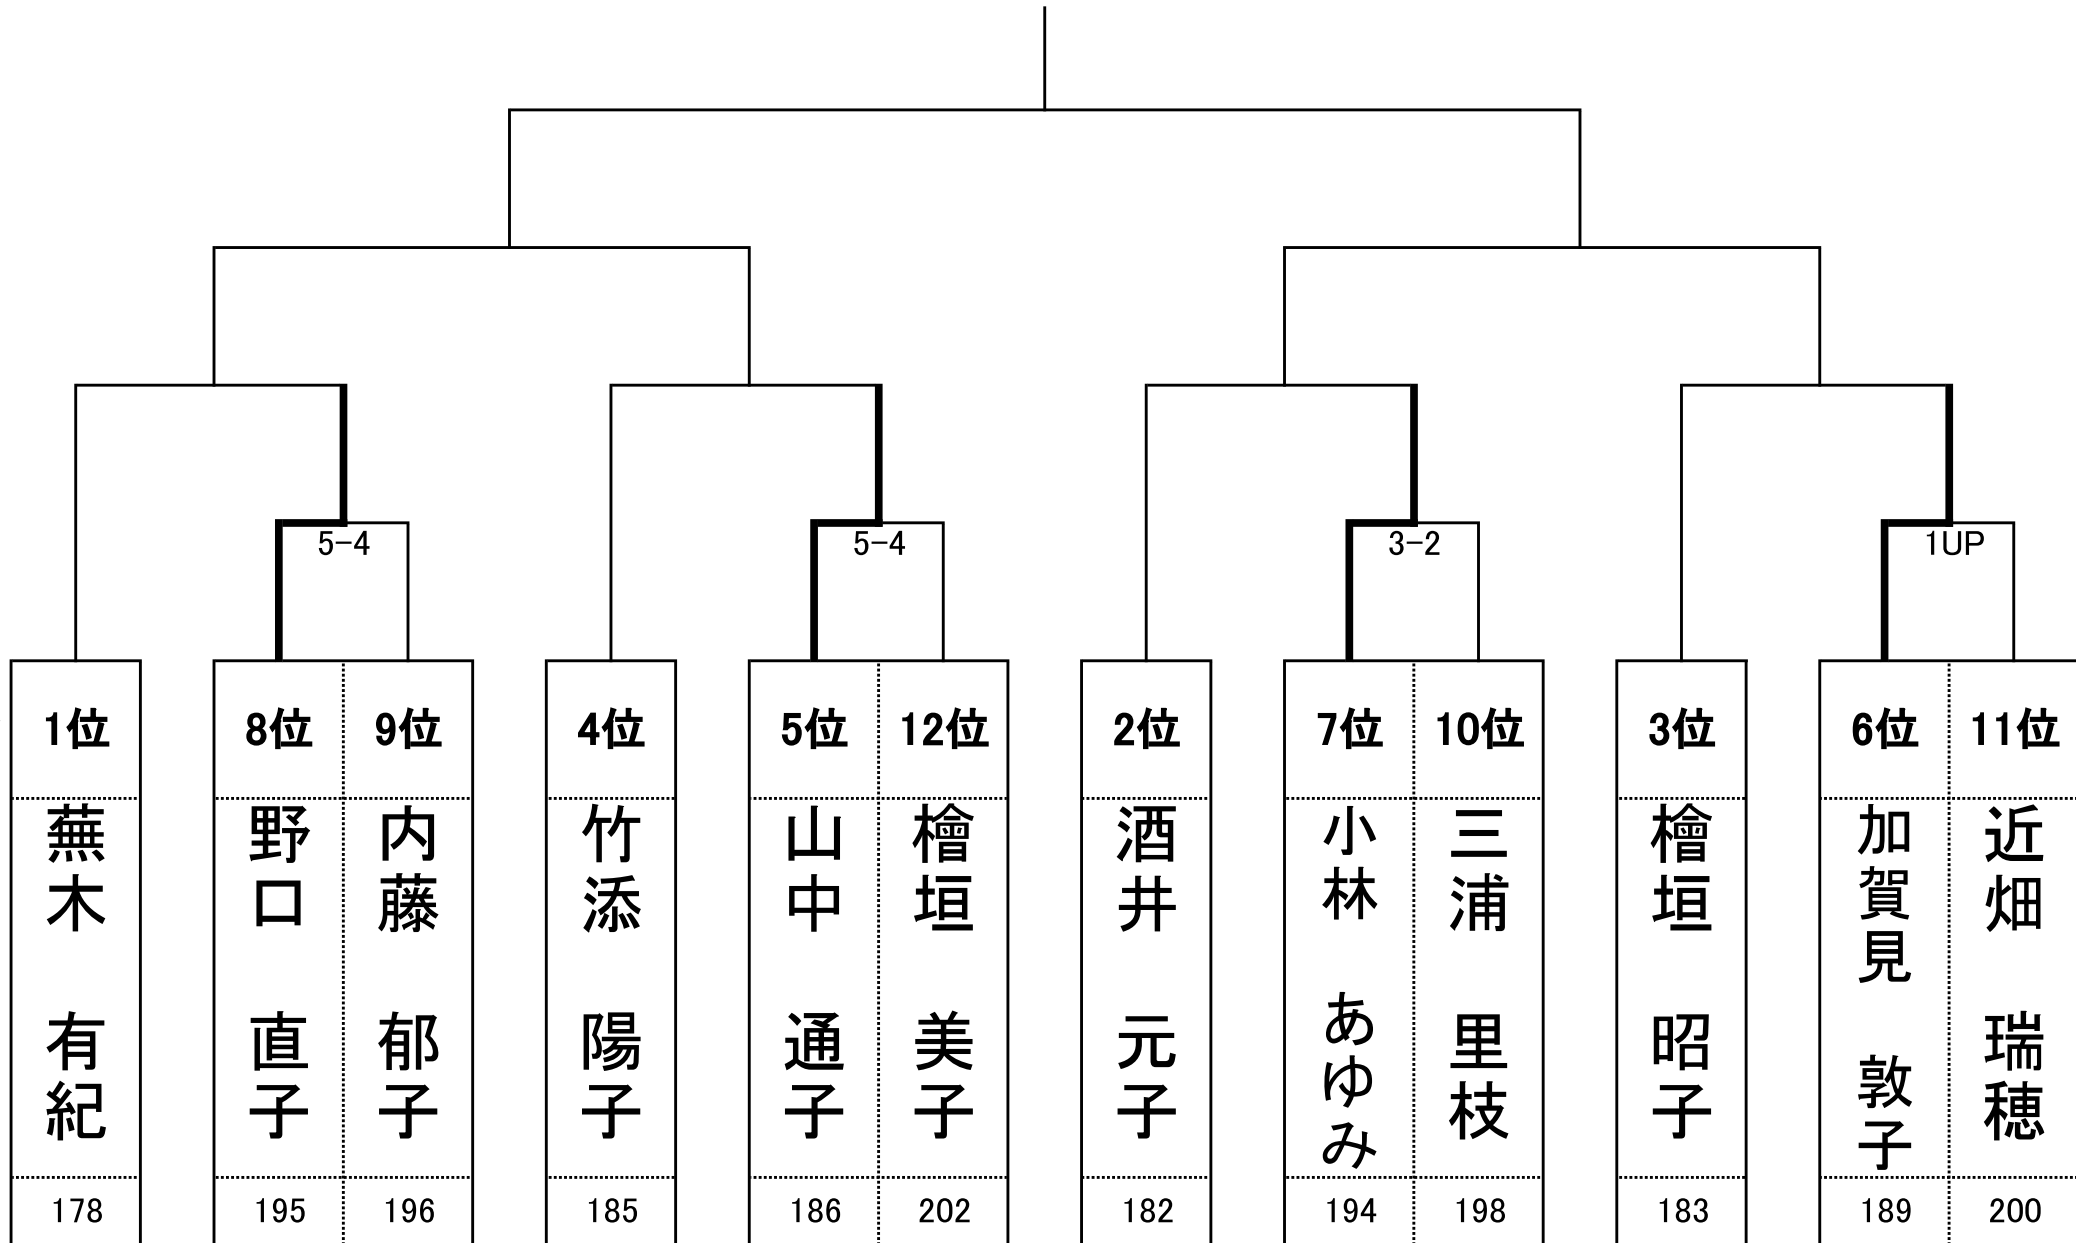 5-4
5-4
3-2
1UP
1位
8位
9位
4位
5位
12位
2位
7位
10位
3位
6位
11位
蕪木 有紀
野口 直子
内藤 郁子
竹添 陽子
山中 通子
檜垣 美子
酒井 元子
小林 あゆみ
三浦 里枝
檜垣 昭子
加賀見 敦子
近畑 瑞穂
178
195
196
185
186
202
182
194
198
183
189
200